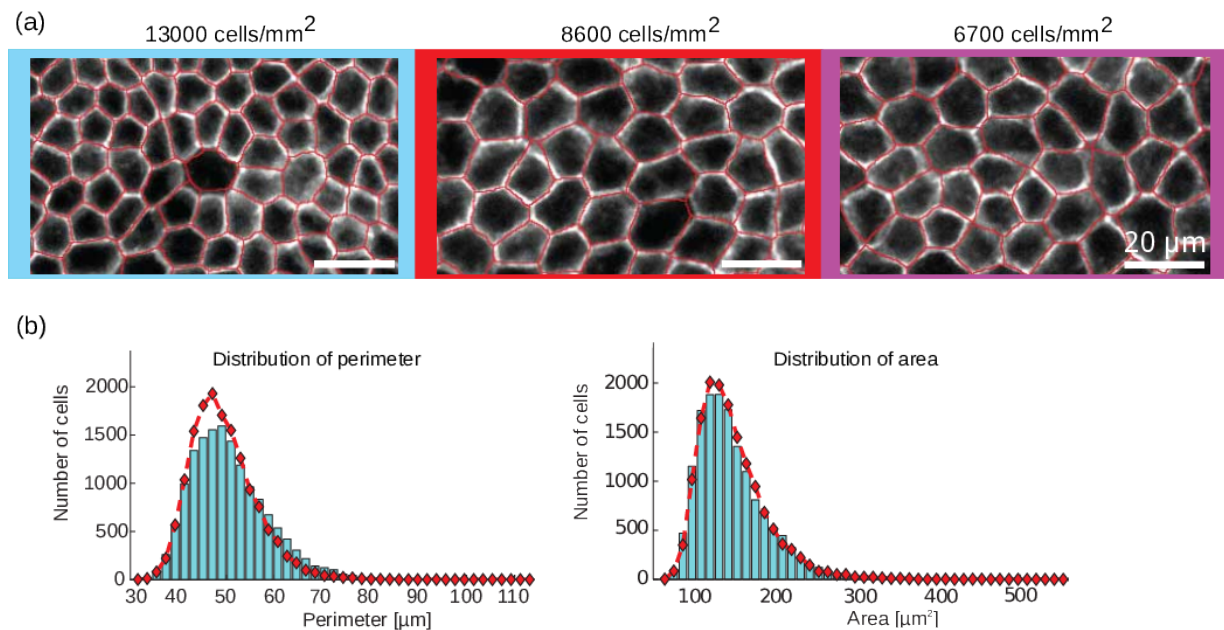 (a)
13000 cells/mm² 8600 cells/mm² 6700 cells/mm²
20 μm
(b)
Distribution of perimeter
Number of cells
2000
1500
1000
500
0
30 40 50 60 70 80 90 100 110
Perimeter [μm]
Distribution of area
Number of cells
2000
1500
1000
500
0
100 200 300 400 500
Area [μm²]